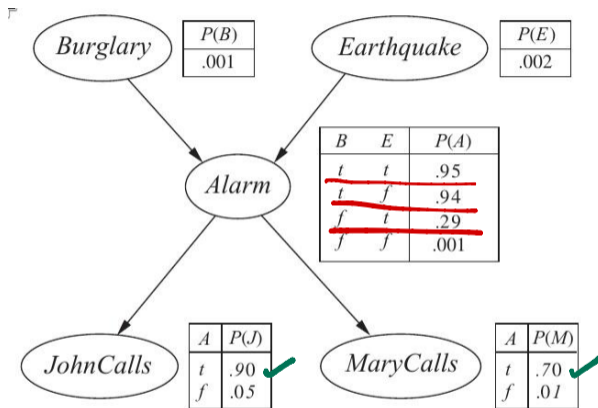 Burglary
P(B)
.001
Earthquake
P(E)
.002
Alarm
B E P(A)
t t .95
t f .94
f t .29
f f .001
JohnCalls
A P(J)
t .90
f .05
MaryCalls
A P(M)
t .70
f .01